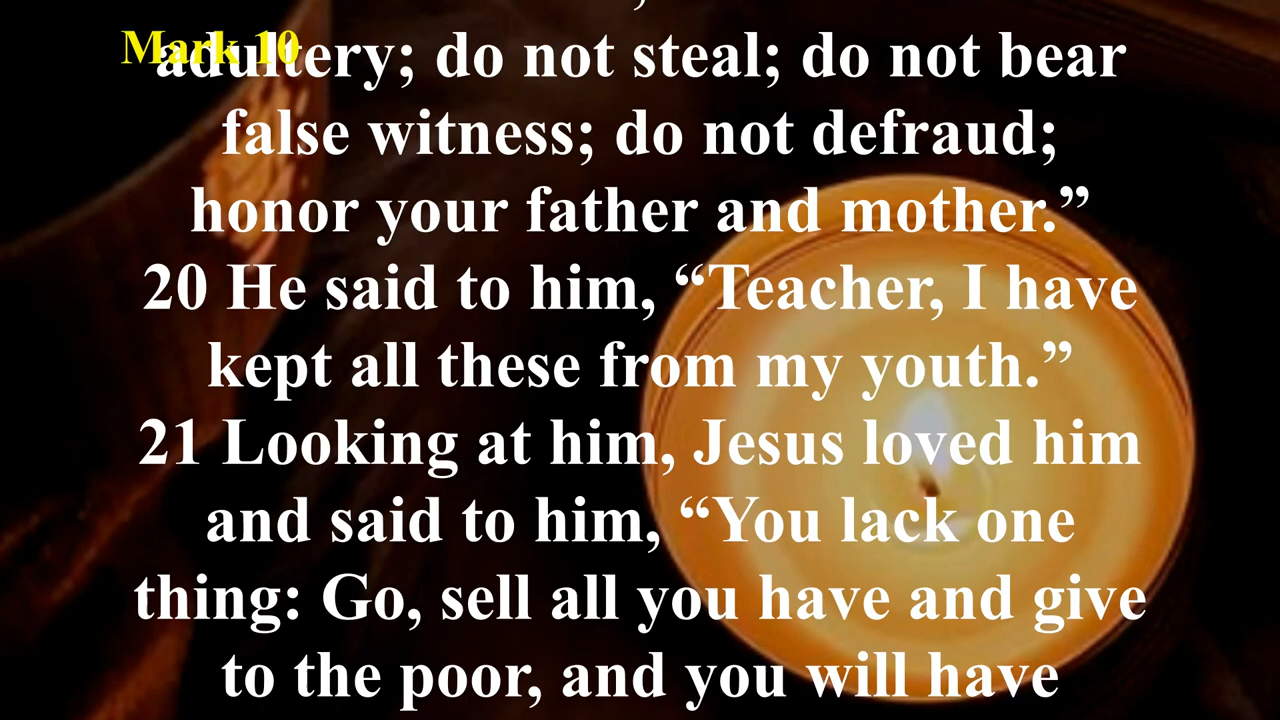 Mark 10
adultery; do not steal; do not bear
false witness; do not defraud;
honor your father and mother.”
20 He said to him, “Teacher, I have
kept all these from my youth.”
21 Looking at him, Jesus loved him
and said to him, “You lack one
thing: Go, sell all you have and give
to the poor, and you will have